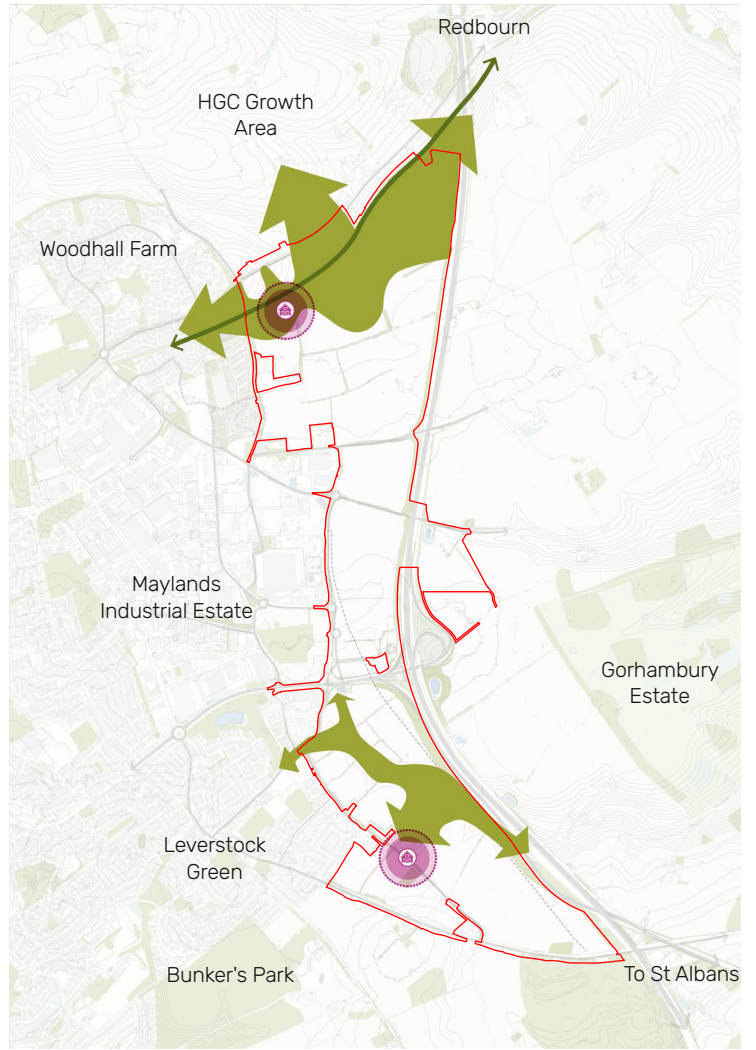 Redbourn
HGC Growth
Area
Woodhall Farm
Maylands
Industrial Estate
Gorhambury
Estate
Leverstock
Green
Bunker's Park
To St Albans